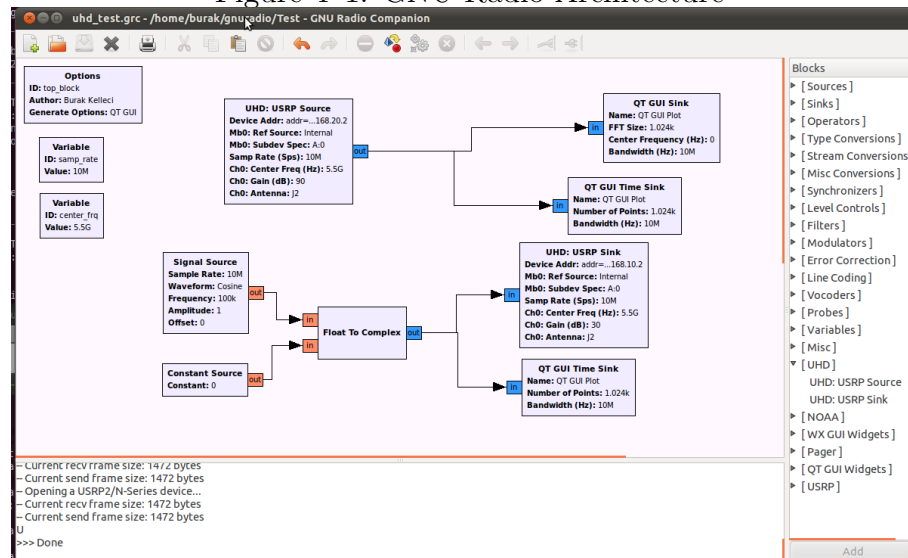 Figure 1-1: GNU Radio Architecture
uhd_test.grc - /home/burak/gnuradio/Test - GNU Radio Companion
Options
ID: top_block
Author: Burak Kelleci
Generate Options: QT GUI
Variable
ID: samp_rate
Value: 10M
Variable
ID: center_frq
Value: 5.5G
UHD: USRP Source
Device Addr: addr=...168.20.2
Mb0: Ref Source: Internal
Mb0: Subdev Spec: A:0
Samp Rate (Sps): 10M
Ch0: Center Freq (Hz): 5.5G
Ch0: Gain (dB): 90
Ch0: Antenna: J2
out
in
QT GUI Sink
Name: QT GUI Plot
FFT Size: 1.024k
Center Frequency (Hz): 0
Bandwidth (Hz): 10M
in
QT GUI Time Sink
Name: QT GUI Plot
Number of Points: 1.024k
Bandwidth (Hz): 10M
Signal Source
Sample Rate: 10M
Waveform: Cosine
Frequency: 100k
Amplitude: 1
Offset: 0
out
Constant Source
Constant: 0
out
in
in
Float To Complex
out
in
UHD: USRP Sink
Device Addr: addr=...168.10.2
Mb0: Ref Source: Internal
Mb0: Subdev Spec: A:0
Samp Rate (Sps): 10M
Ch0: Center Freq (Hz): 5.5G
Ch0: Gain (dB): 30
Ch0: Antenna: J2
in
QT GUI Time Sink
Name: QT GUI Plot
Number of Points: 1.024k
Bandwidth (Hz): 10M
Blocks
[ Sources ]
[ Sinks ]
[ Operators ]
[ Type Conversions ]
[ Stream Conversions
[ Misc Conversions ]
[ Synchronizers ]
[ Level Controls ]
[ Filters ]
[ Modulators ]
[ Error Correction ]
[ Line Coding ]
[ Vocoders ]
[ Probes ]
[ Variables ]
[ Misc ]
[ UHD ]
UHD: USRP Source
UHD: USRP Sink
[ NOAA ]
[ WX GUI Widgets ]
[ Pager ]
[ QT GUI Widgets ]
[ USRP ]
Add
-- Current recv frame size: 1472 bytes
-- Current send frame size: 1472 bytes
-- Opening a USRP2/N-Series device...
-- Current recv frame size: 1472 bytes
-- Current send frame size: 1472 bytes
U
>>> Done